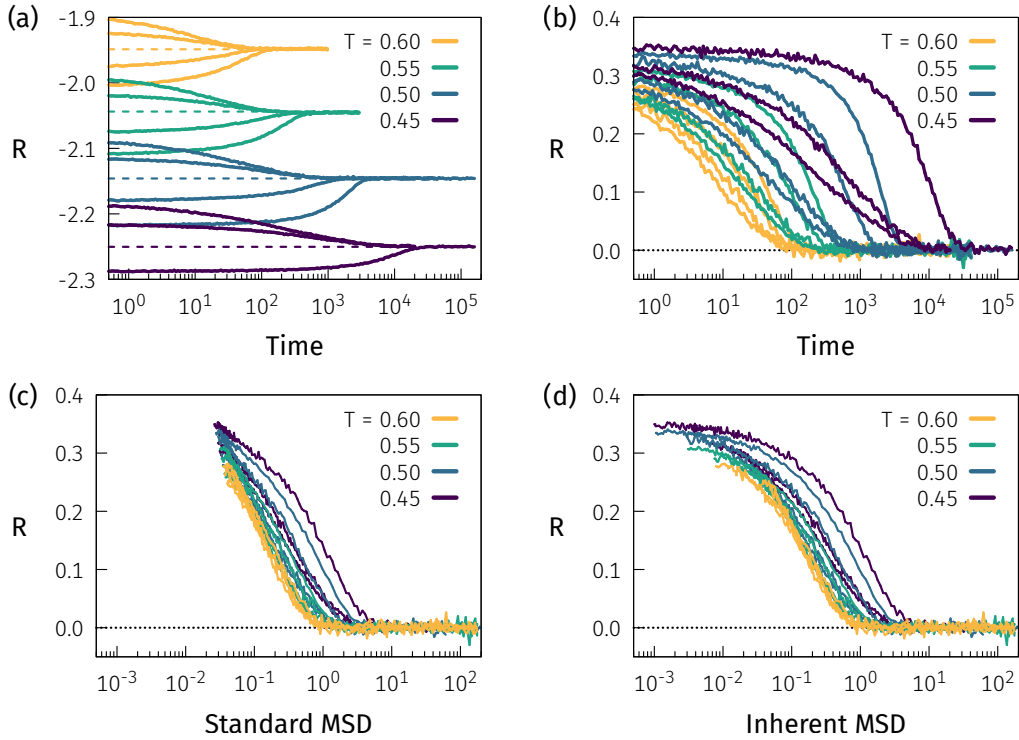 (a)
-1.9
-2.0
-2.1
-2.2
-2.3
R
T = 0.60
0.55
0.50
0.45
10^0 10^1 10^2 10^3 10^4 10^5
Time
(b)
0.4
0.3
0.2
0.1
0.0
R
T = 0.60
0.55
0.50
0.45
10^0 10^1 10^2 10^3 10^4 10^5
Time
(c)
0.4
0.3
0.2
0.1
0.0
R
T = 0.60
0.55
0.50
0.45
10^-3 10^-2 10^-1 10^0 10^1 10^2
Standard MSD
(d)
0.4
0.3
0.2
0.1
0.0
R
T = 0.60
0.55
0.50
0.45
10^-3 10^-2 10^-1 10^0 10^1 10^2
Inherent MSD